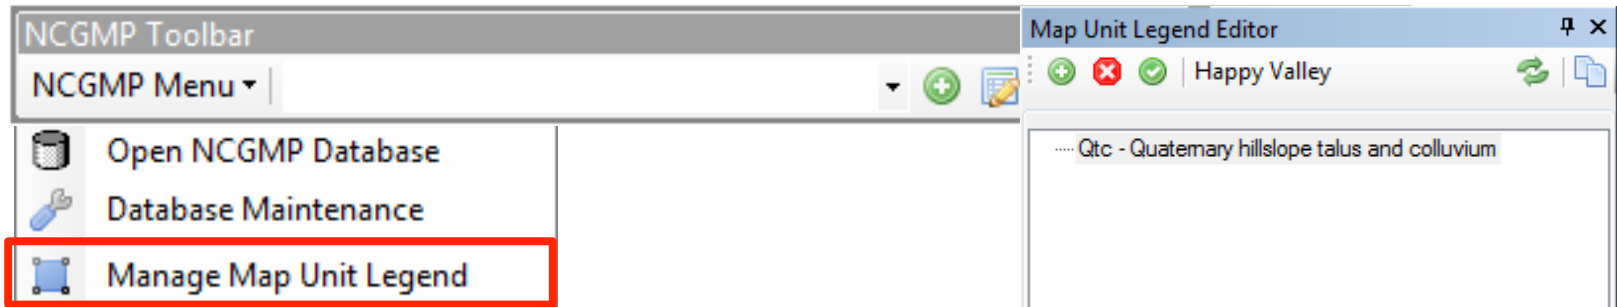 NCGMP Toolbar
NCGMP Menu
Open NCGMP Database
Database Maintenance
Manage Map Unit Legend
Map Unit Legend Editor
Happy Valley
Qtc - Quaternary hillslope talus and colluvium